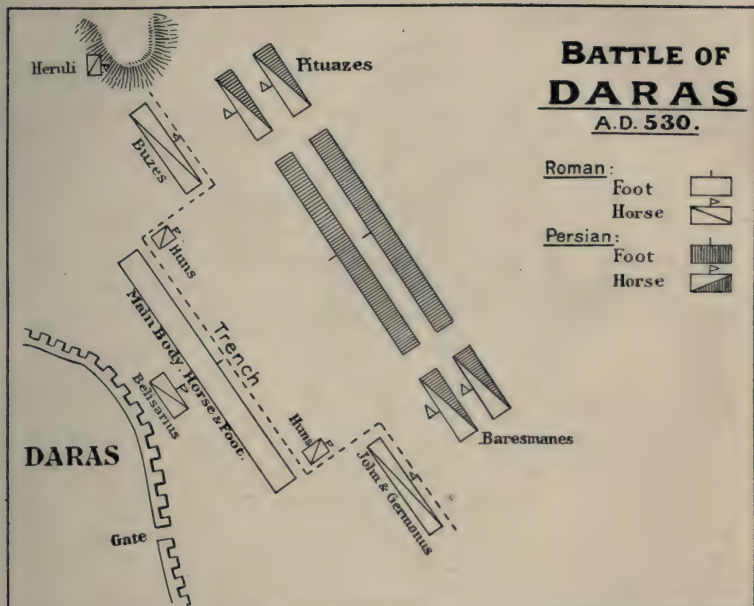 BATTLE OF
DARAS
A.D. 530.
Roman:
Foot
Horse
Persian:
Foot
Horse
Heruli
Pituazes
Buzes
Huns
Trench
Main Body, Horse & Foot.
Belisarius
DARAS
Huns
Baresmanes
John & Germanus
Gate